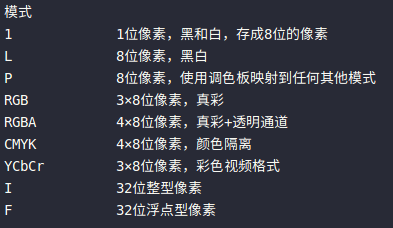 模式
1 1位像素，黑和白，存成8位的像素
L 8位像素，黑白
P 8位像素，使用调色板映射到任何其他模式
RGB 3×8位像素，真彩
RGBA 4×8位像素，真彩+透明通道
CMYK 4×8位像素，颜色隔离
YCbCr 3×8位像素，彩色视频格式
I 32位整型像素
F 32位浮点型像素